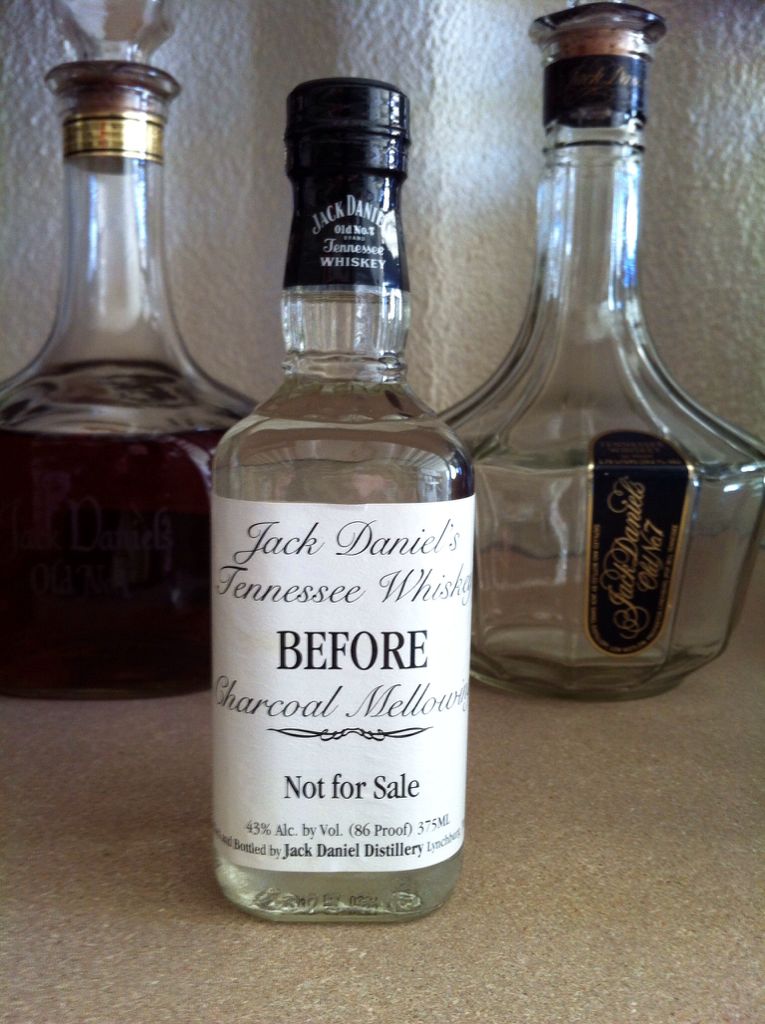 JACK DANIEL
Old No.7
BRAND
Tennessee
WHISKEY
Jack Daniel's
Tennessee Whiskey
BEFORE
Charcoal Mellowing
Not for Sale
43% Alc. by Vol. (86 Proof) 375ML
and Bottled by Jack Daniel Distillery Lynchburg
Jack Daniel's
Old No.7
Jack Daniel's
Old No.7